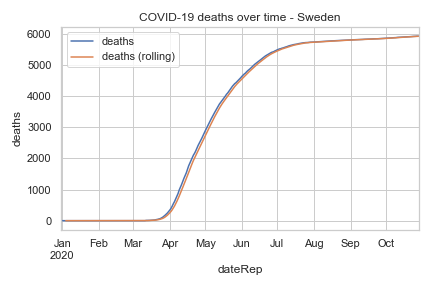 COVID-19 deaths over time - Sweden
deaths
deaths (rolling)
6000
5000
4000
3000
2000
1000
0
deaths
Jan Feb Mar Apr May Jun Jul Aug Sep Oct
2020
dateRep